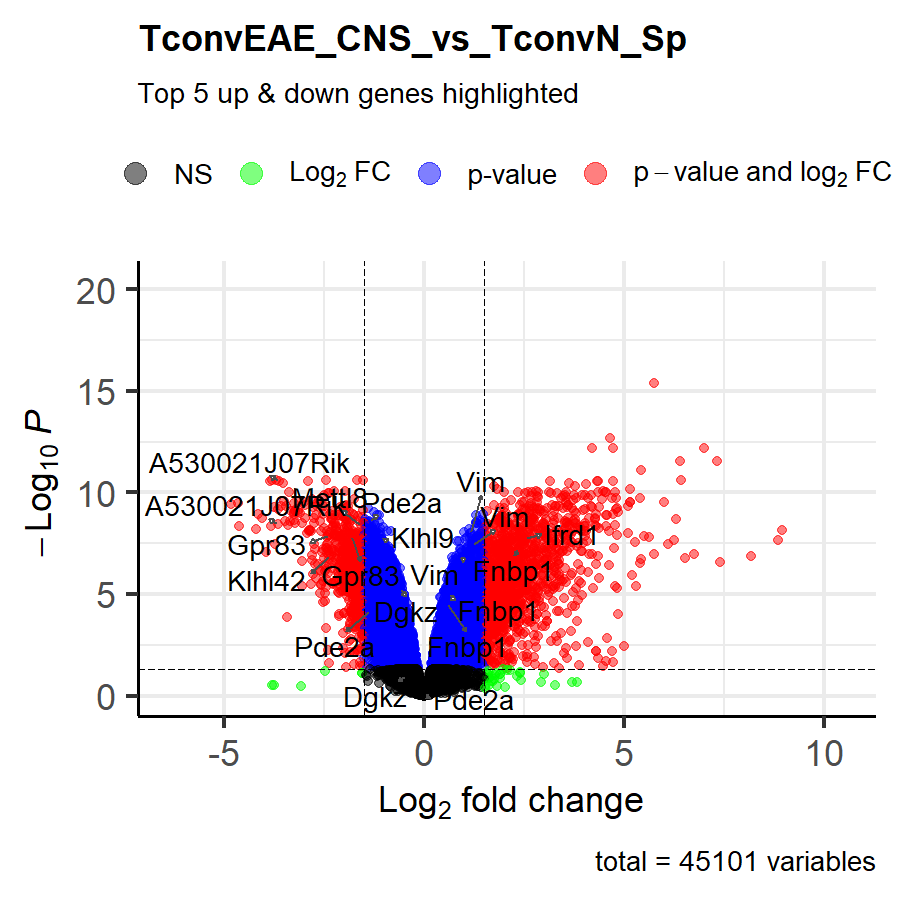 TconvEAE_CNS_vs_TconvN_Sp
Top 5 up & down genes highlighted
NS
Log₂ FC
p-value
p – value and log₂ FC
−Log₁₀ P
20
15
10
5
0
A530021J07Rik
Vim
Mettl8
Pde2a
A530021J07Rik
Vim
Gpr83
Klhl9
Ifrd1
Klhl42
Gpr83
Vim
Fnbp1
Dgkz
Fnbp1
Pde2a
Fnbp1
Dgkz
Pde2a
-5
0
5
10
Log₂ fold change
total = 45101 variables